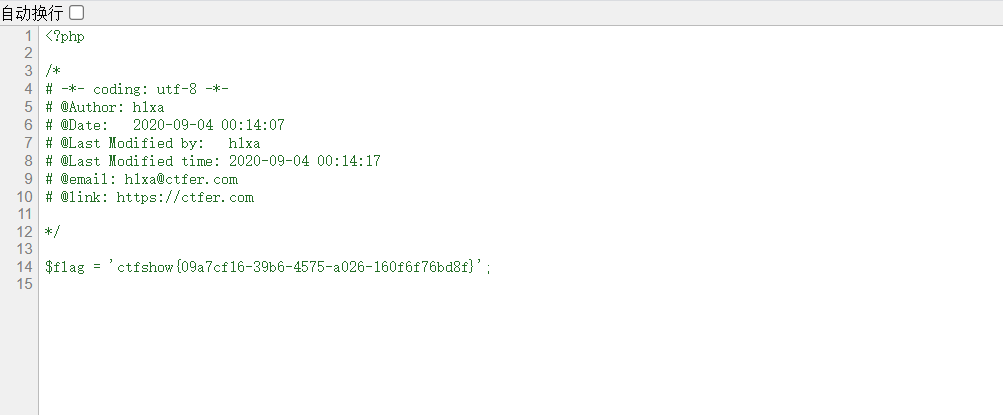 自动换行
1 <?php
2
3 /*
4 # -*- coding: utf-8 -*-
5 # @Author: h1xa
6 # @Date:   2020-09-04 00:14:07
7 # @Last Modified by:   h1xa
8 # @Last Modified time: 2020-09-04 00:14:17
9 # @email: h1xa@ctfer.com
10 # @link: https://ctfer.com
11
12 */
13
14 $flag = 'ctfshow{09a7cf16-39b6-4575-a026-160f6f76bd8f}';
15